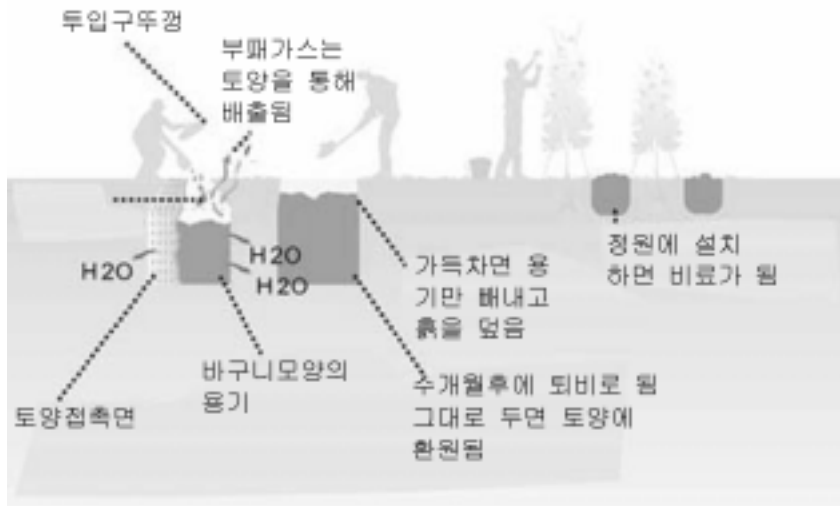 투입구뚜껑
부패가스는
토양을 통해
배출됨
H2O
H2O
H2O
토양접촉면
바구니모양의
용기
가득차면 용
기만 빼내고
흙을 덮음
수개월후에 퇴비로 됨
그대로 두면 토양에
환원됨
정원에 설치
하면 비료가 됨